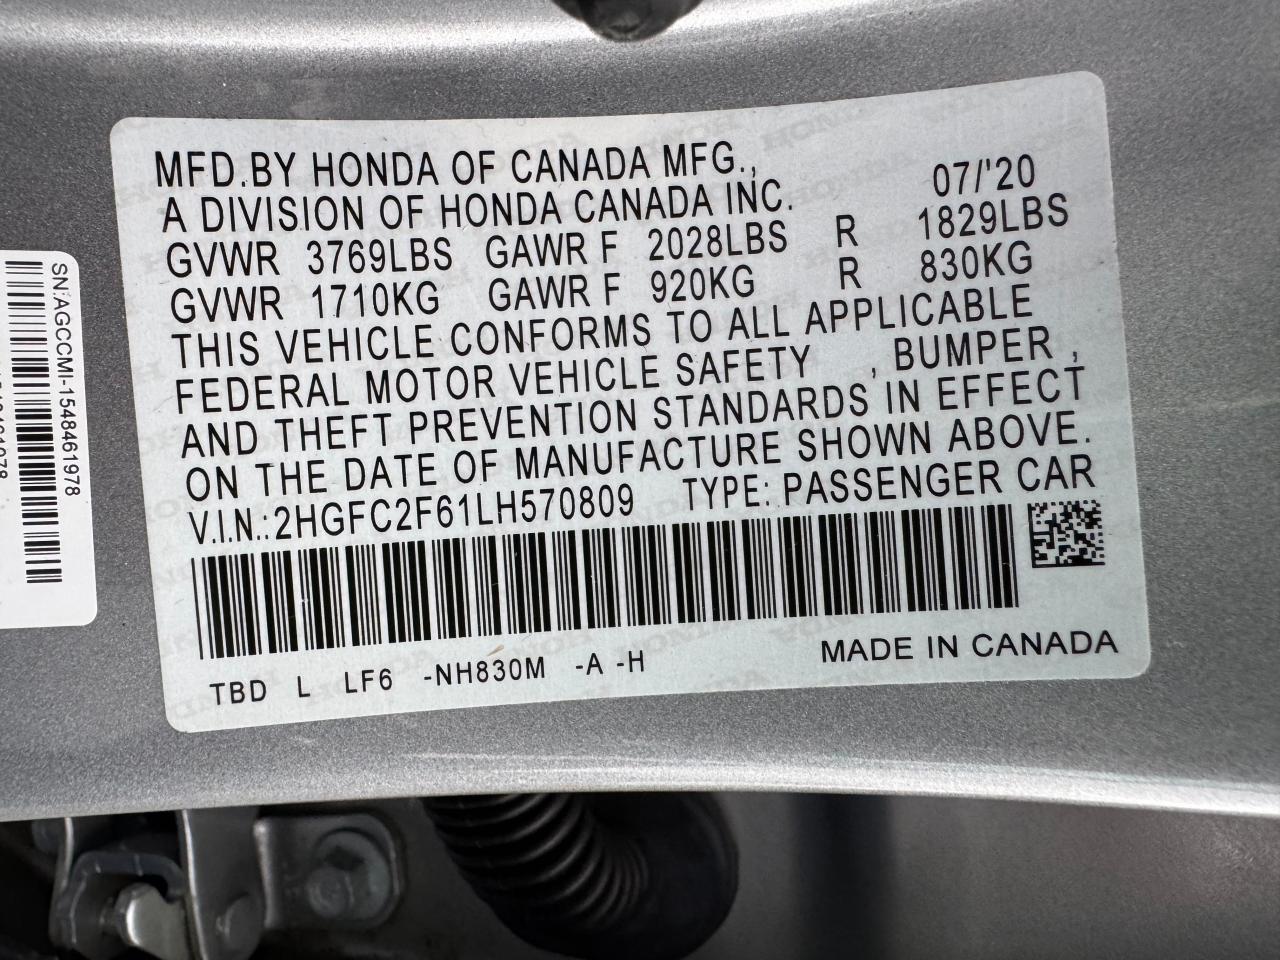 MFD.BY HONDA OF CANADA MFG., 07/'20
A DIVISION OF HONDA CANADA INC.
GVWR 3769LBS GAWR F 2028LBS R 1829LBS
GVWR 1710KG GAWR F 920KG R 830KG
THIS VEHICLE CONFORMS TO ALL APPLICABLE
FEDERAL MOTOR VEHICLE SAFETY , BUMPER ,
AND THEFT PREVENTION STANDARDS IN EFFECT
ON THE DATE OF MANUFACTURE SHOWN ABOVE.
V.I.N.:2HGFC2F61LH570809 TYPE: PASSENGER CAR
TBD L LF6 -NH830M -A -H MADE IN CANADA
SN:AGCCMI-1548461978